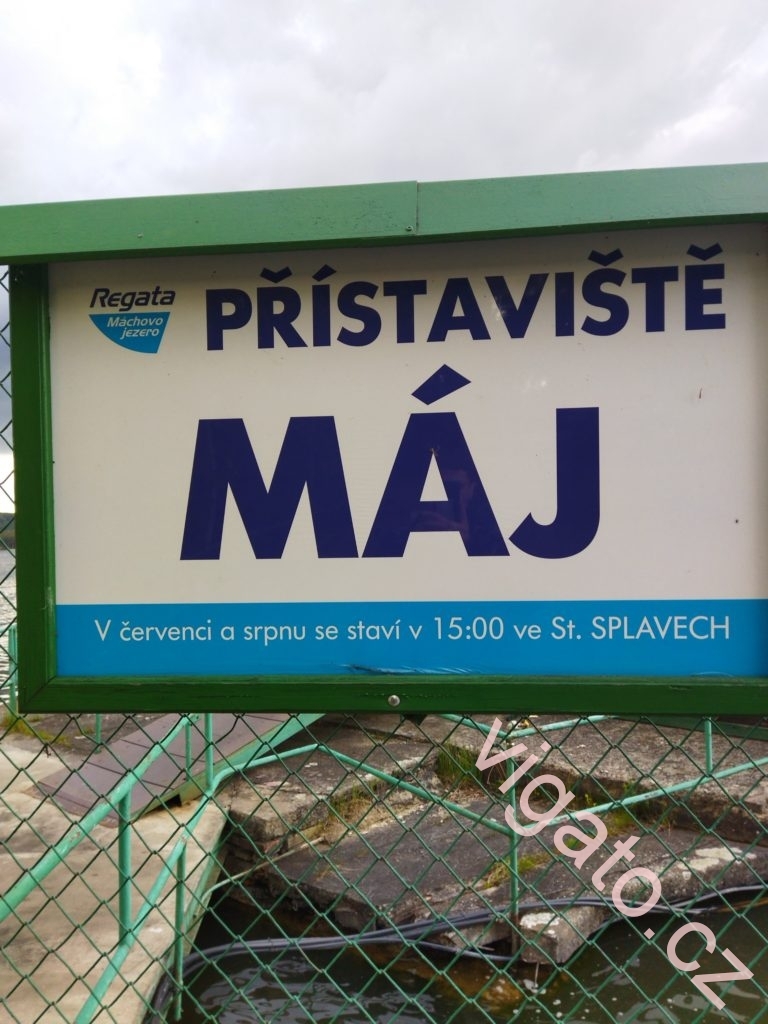 Regata
Máchovo
jezero
PŘÍSTAVIŠTĚ
MÁJ
V červenci a srpnu se staví v 15:00 ve St. SPLAVECH
vigato.cz